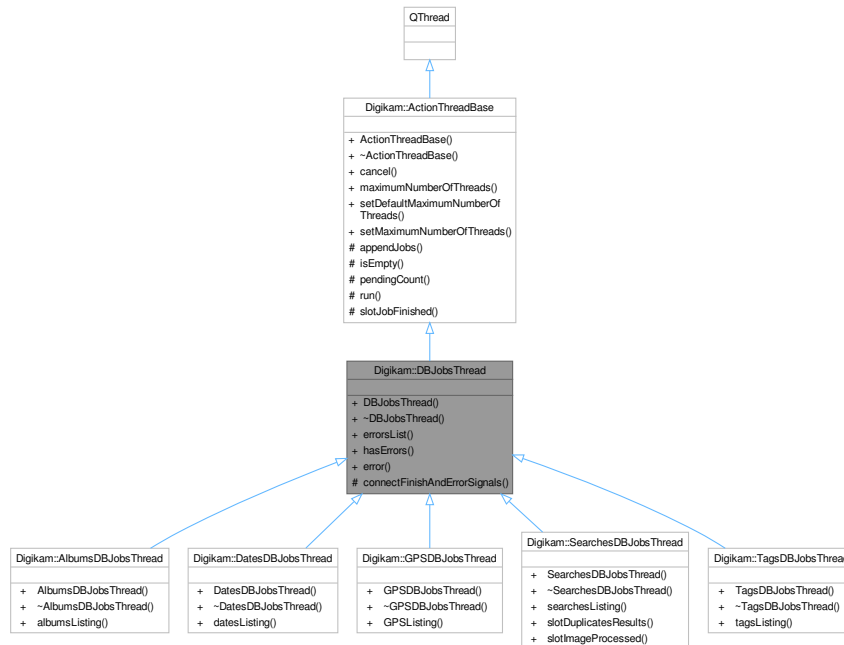 QThread
Digikam::ActionThreadBase
+ ActionThreadBase()
+ ~ActionThreadBase()
+ cancel()
+ maximumNumberOfThreads()
+ setDefaultMaximumNumberOf
Threads()
+ setMaximumNumberOfThreads()
# appendJobs()
# isEmpty()
# pendingCount()
# run()
# slotJobFinished()
Digikam::DBJobsThread
+ DBJobsThread()
+ ~DBJobsThread()
+ errorsList()
+ hasErrors()
+ error()
# connectFinishAndErrorSignals()
Digikam::AlbumsDBJobsThread
+ AlbumsDBJobsThread()
+ ~AlbumsDBJobsThread()
+ albumsListing()
Digikam::DatesDBJobsThread
+ DatesDBJobsThread()
+ ~DatesDBJobsThread()
+ datesListing()
Digikam::GPSDBJobsThread
+ GPSDBJobsThread()
+ ~GPSDBJobsThread()
+ GPSListing()
Digikam::SearchesDBJobsThread
+ SearchesDBJobsThread()
+ ~SearchesDBJobsThread()
+ searchesListing()
+ slotDuplicatesResults()
+ slotImageProcessed()
Digikam::TagsDBJobsThread
+ TagsDBJobsThread()
+ ~TagsDBJobsThread()
+ tagsListing()